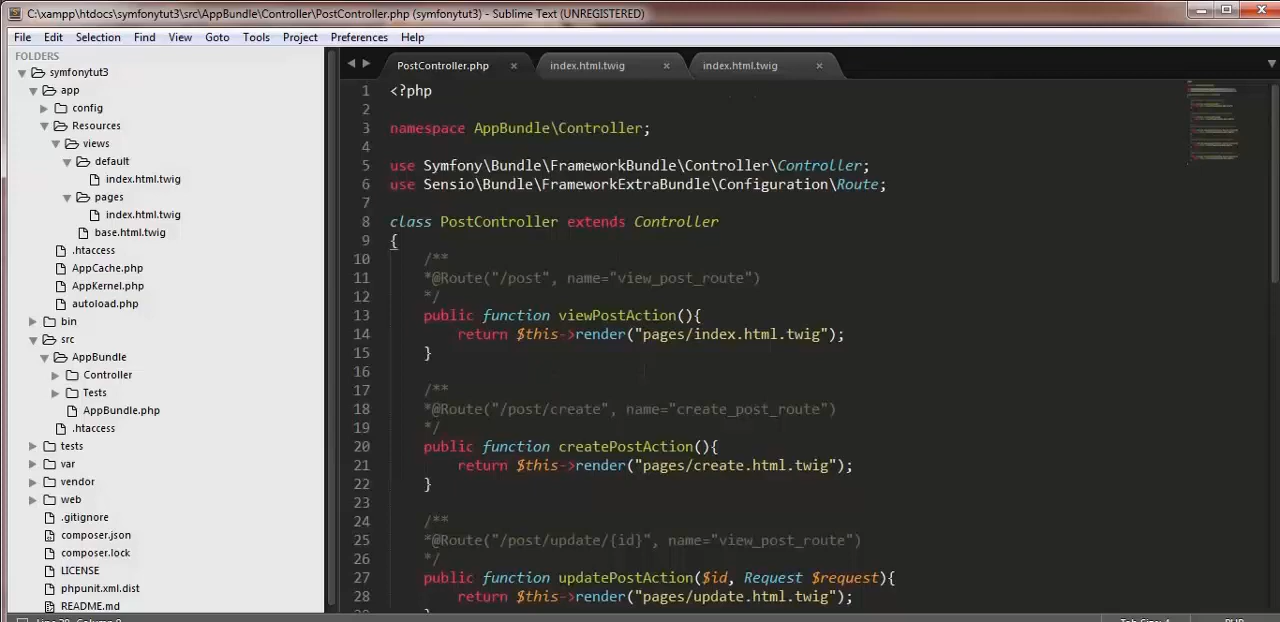 C:\xampp\htdocs\symfonytut3\src\AppBundle\Controller\PostController.php (symfonytut3) - Sublime Text (UNREGISTERED)
File Edit Selection Find View Goto Tools Project Preferences Help
FOLDERS
symfonytut3
app
config
Resources
views
default
index.html.twig
pages
index.html.twig
base.html.twig
.htaccess
AppCache.php
AppKernel.php
autoload.php
bin
src
AppBundle
Controller
Tests
AppBundle.php
.htaccess
tests
var
vendor
web
.gitignore
composer.json
composer.lock
LICENSE
phpunit.xml.dist
README.md
PostController.php × index.html.twig × index.html.twig ×
1 <?php
2
3 namespace AppBundle\Controller;
4
5 use Symfony\Bundle\FrameworkBundle\Controller\Controller;
6 use Sensio\Bundle\FrameworkExtraBundle\Configuration\Route;
7
8 class PostController extends Controller
9 {
10 /**
11 *@Route("/post", name="view_post_route")
12 */
13 public function viewPostAction(){
14 return $this->render("pages/index.html.twig");
15 }
16
17 /**
18 *@Route("/post/create", name="create_post_route")
19 */
20 public function createPostAction(){
21 return $this->render("pages/create.html.twig");
22 }
23
24 /**
25 *@Route("/post/update/{id}", name="view_post_route")
26 */
27 public function updatePostAction($id, Request $request){
28 return $this->render("pages/update.html.twig");